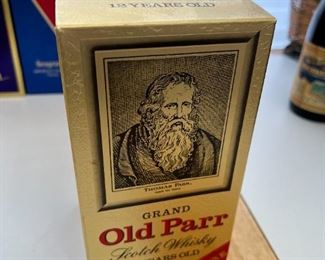 12 YEARS OLD
THOMAS PARR.
GRAND
Old Parr
Scotch Whisky
YEARS OLD